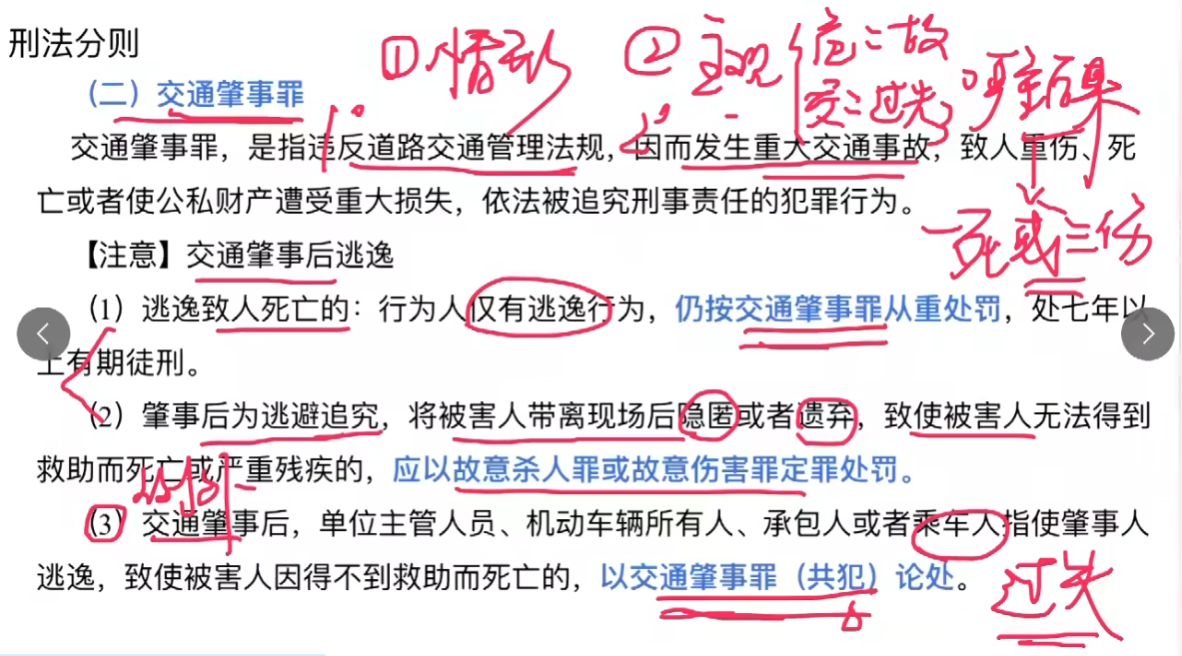 刑法分则
①情形 ②主观 危:故
交:过失 严重后果
（二）交通肇事罪
1° 2°
交通肇事罪，是指违反道路交通管理法规，因而发生重大交通事故，致人重伤、死
亡或者使公私财产遭受重大损失，依法被追究刑事责任的犯罪行为。
一死或三伤
【注意】交通肇事后逃逸
（1）逃逸致人死亡的：行为人仅有逃逸行为，仍按交通肇事罪从重处罚，处七年以
上有期徒刑。
（2）肇事后为逃避追究，将被害人带离现场后隐匿或者遗弃，致使被害人无法得到
救助而死亡或严重残疾的，应以故意杀人罪或故意伤害罪定罪处罚。
（3）交通肇事后，单位主管人员、机动车辆所有人、承包人或者乘车人指使肇事人
逃逸，致使被害人因得不到救助而死亡的，以交通肇事罪（共犯）论处。
过失